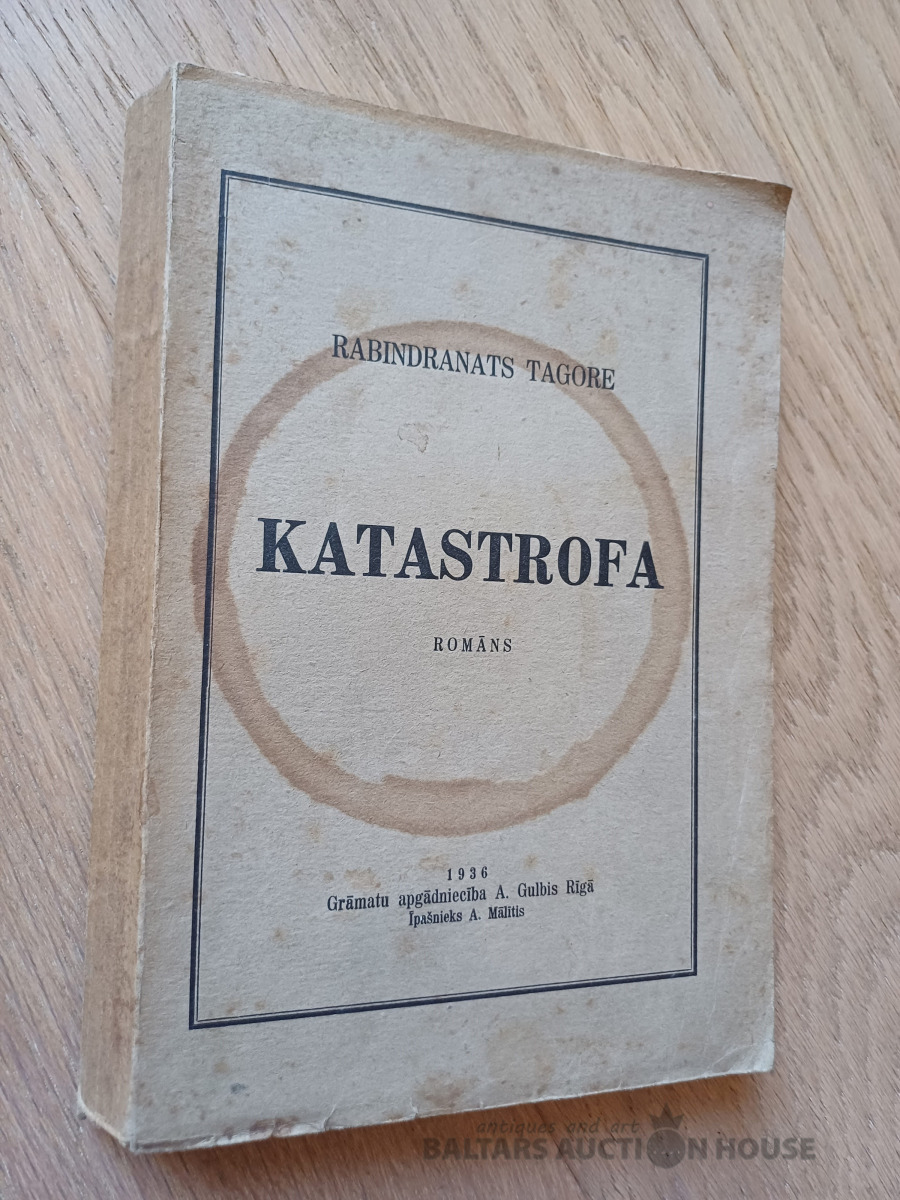 RABINDRANATS TAGORE
KATASTROFA
ROMĀNS
1936
Grāmatu apgādniecība A. Gulbis Rīgā
Īpašnieks A. Mālītis
antiques and art
BALTARS AUCTION HOUSE